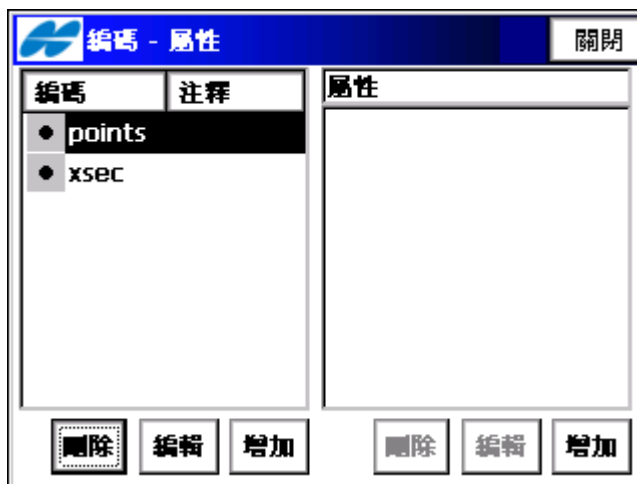 編碼 - 屬性 關閉
編碼 注釋 屬性
points
xsec
刪除 編輯 增加 刪除 編輯 增加